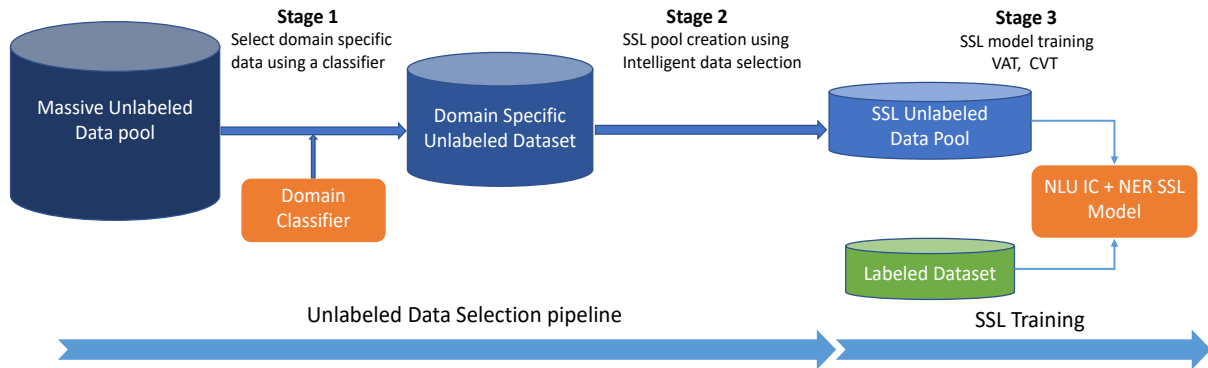 Stage 1
Select domain specific
data using a classifier
Stage 2
SSL pool creation using
Intelligent data selection
Stage 3
SSL model training
VAT, CVT
Massive Unlabeled
Data pool
Domain Specific
Unlabeled Dataset
SSL Unlabeled
Data Pool
Domain
Classifier
NLU IC + NER SSL
Model
Labeled Dataset
Unlabeled Data Selection pipeline
SSL Training